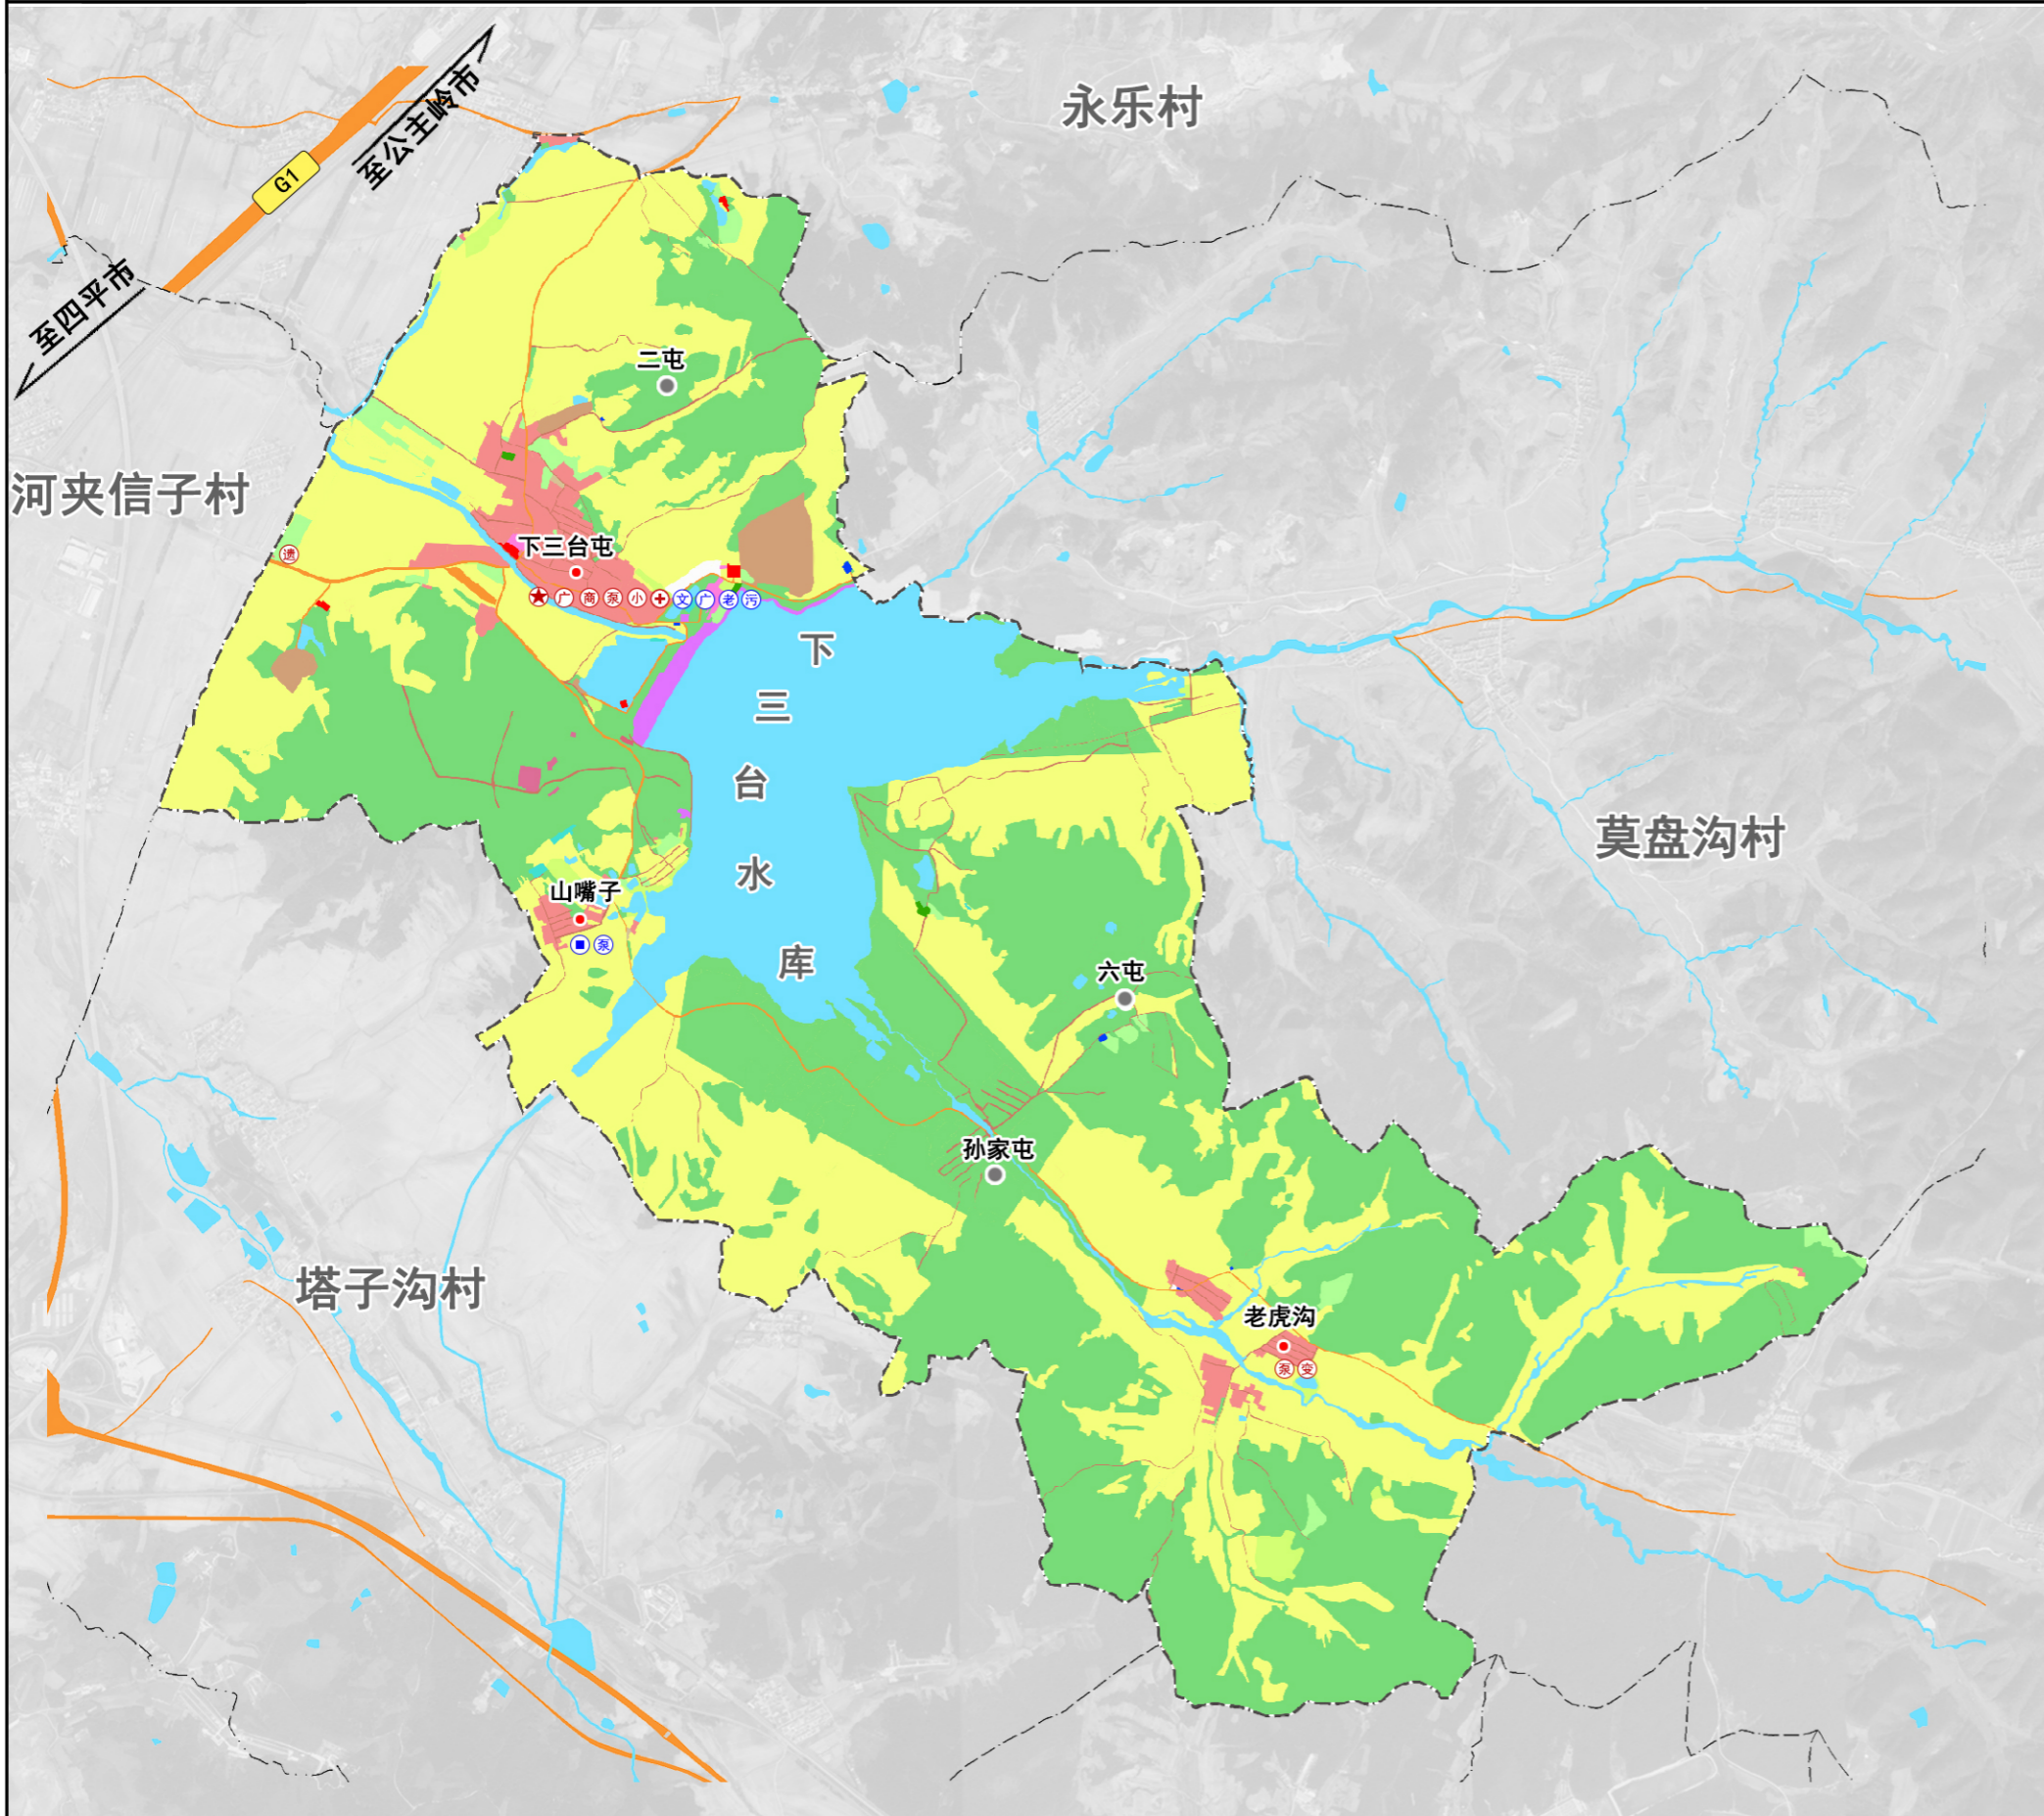 永乐村
至公主岭市
G1
至四平市
二屯
河夹信子村
遗
下三台屯
广 商 泵 小 文 广 老 污
下
三
台
水
库
莫盘沟村
山嘴子
泵
六屯
孙家屯
塔子沟村
老虎沟
泵 变